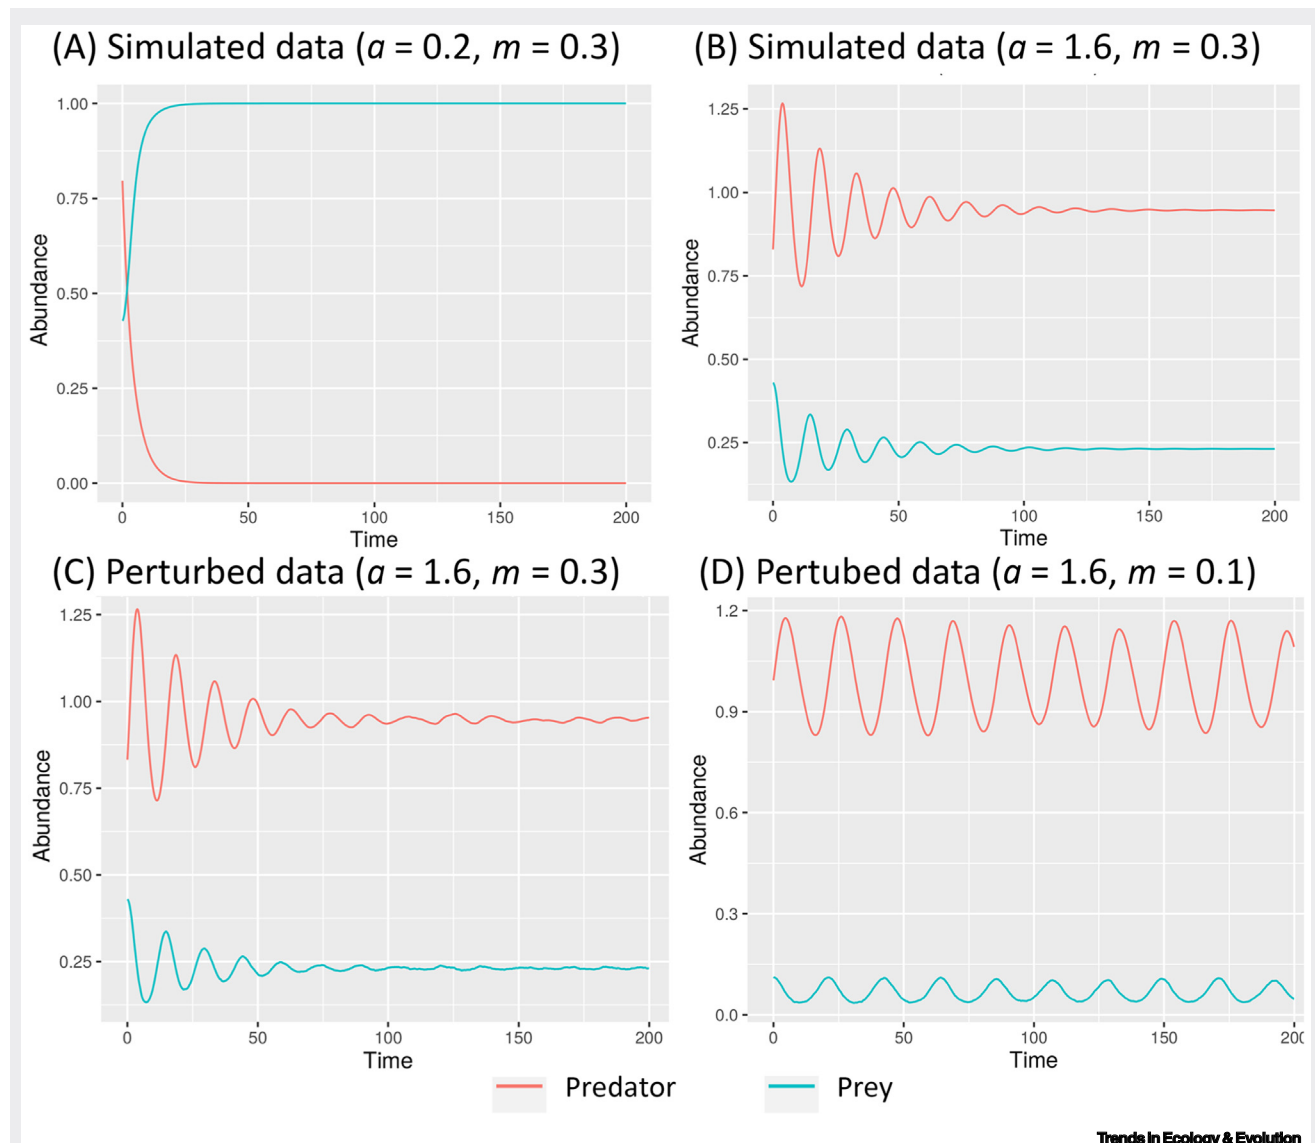 (A) Simulated data (a = 0.2, m = 0.3)
Abundance
1.00
0.75
0.50
0.25
0.00
0 50 100 150 200
Time
(B) Simulated data (a = 1.6, m = 0.3)
Abundance
1.25
1.00
0.75
0.50
0.25
0 50 100 150 200
Time
(C) Perturbed data (a = 1.6, m = 0.3)
Abundance
1.25
1.00
0.75
0.50
0.25
0 50 100 150 200
Time
(D) Pertubed data (a = 1.6, m = 0.1)
Abundance
1.2
0.9
0.6
0.3
0.0
0 50 100 150 200
Time
Predator Prey
Trends in Ecology & Evolution